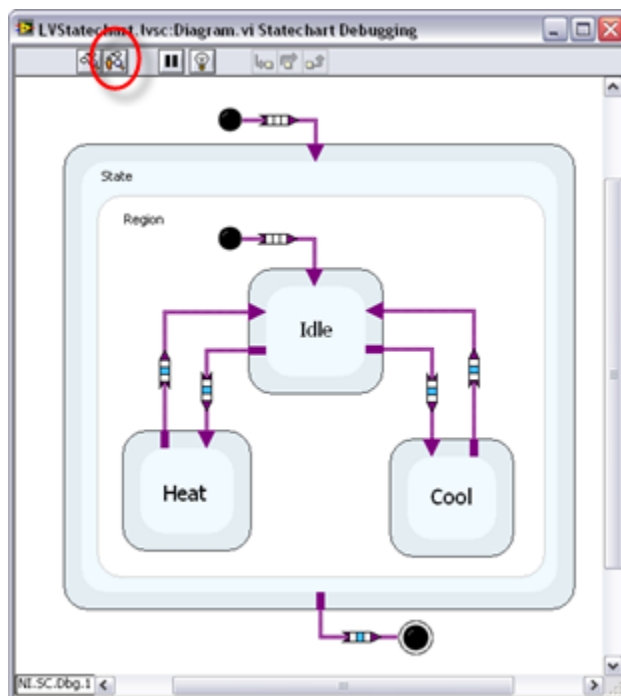 LVStatechart.lvsc:Diagram.vi Statechart Debugging
State
Region
Idle
Heat
Cool
NI.SC.Dbg.1